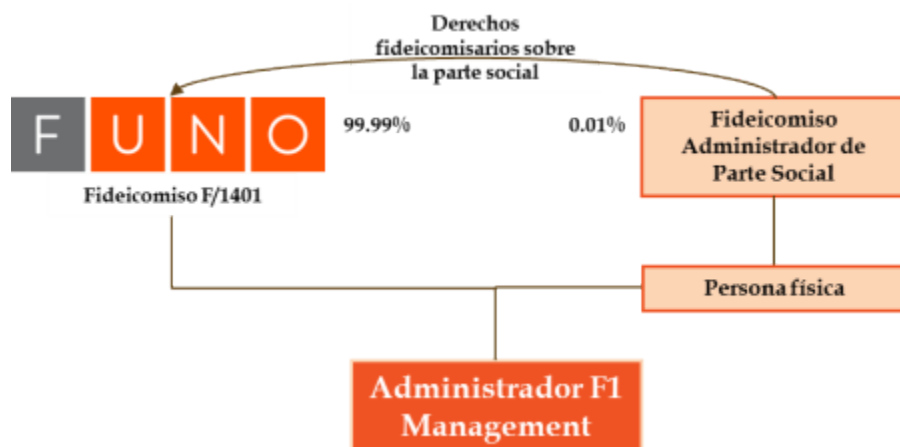 Derechos
fideicomisarios sobre
la parte social
FUNO
99.99%
0.01%
Fideicomiso
Administrador de
Parte Social
Fideicomiso F/1401
Persona física
Administrador F1
Management